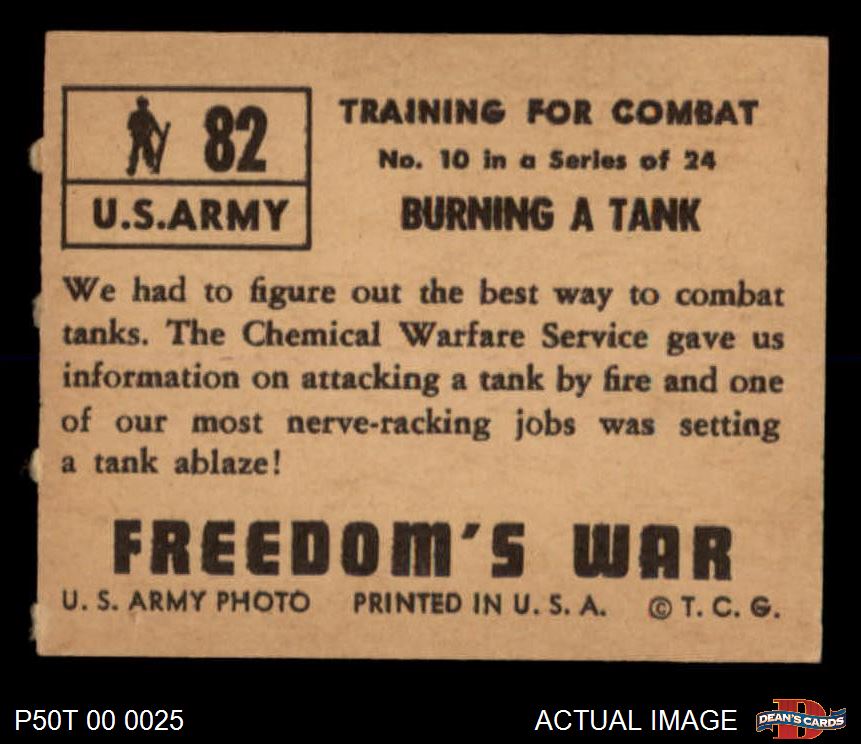 82
U.S.ARMY
TRAINING FOR COMBAT
No. 10 in a Series of 24
BURNING A TANK
We had to figure out the best way to combat
tanks. The Chemical Warfare Service gave us
information on attacking a tank by fire and one
of our most nerve-racking jobs was setting
a tank ablaze!
FREEDOM'S WAR
U. S. ARMY PHOTO PRINTED IN U. S. A. © T. C. G.
P50T 00 0025
ACTUAL IMAGE
D
DEAN'S CARDS